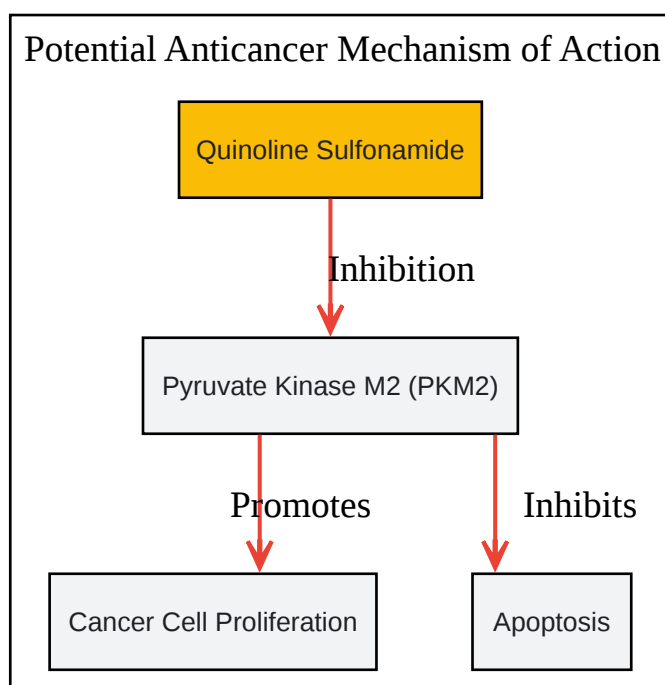 Potential Anticancer Mechanism of Action
Quinoline Sulfonamide
Inhibition
Pyruvate Kinase M2 (PKM2)
Promotes
Inhibits
Cancer Cell Proliferation
Apoptosis